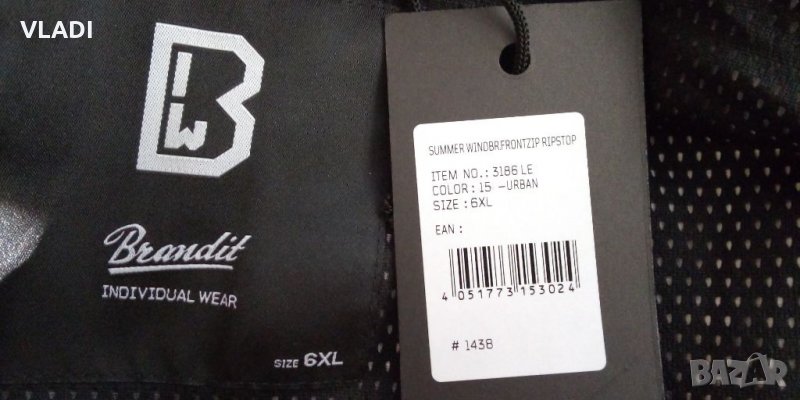 VLADI
B
I
W
Brandit
INDIVIDUAL WEAR
SIZE 6XL
SUMMER WINDBR.FRONTZIP RIPSTOP
ITEM NO.: 3186 LE
COLOR : 15 -URBAN
SIZE : 6XL
EAN :
4 051773 153024
# 1438
BAZAR